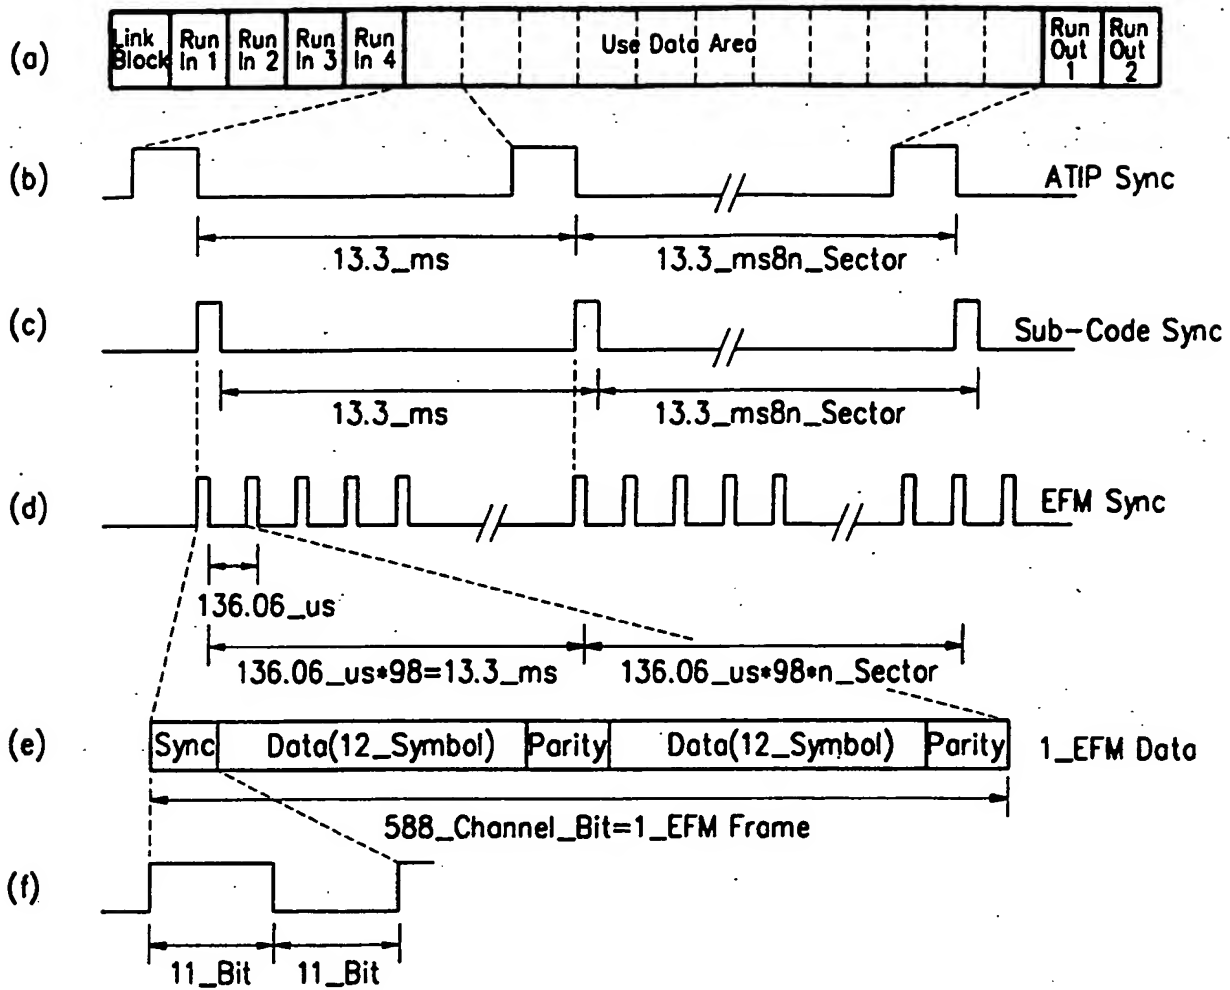 (a)
Link Block
Run In 1
Run In 2
Run In 3
Run In 4
Use Data Area
Run Out 1
Run Out 2
(b)
ATIP Sync
13.3_ms
13.3_ms8n_Sector
(c)
Sub-Code Sync
13.3_ms
13.3_ms8n_Sector
(d)
EFM Sync
136.06_us
136.06_us*98=13.3_ms
136.06_us*98*n_Sector
(e)
Sync
Data(12_Symbol)
Parity
Data(12_Symbol)
Parity
1_EFM Data
588_Channel_Bit=1_EFM Frame
(f)
11_Bit
11_Bit